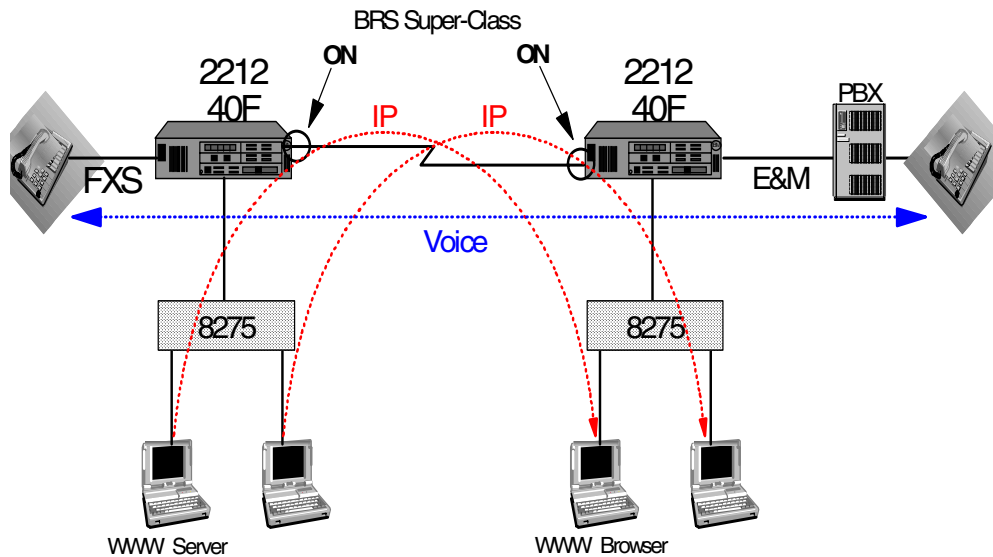 BRS Super-Class
ON
ON
2212
40F
2212
40F
PBX
IP
IP
FXS
E&M
Voice
8275
8275
WWW Server
WWW Browser